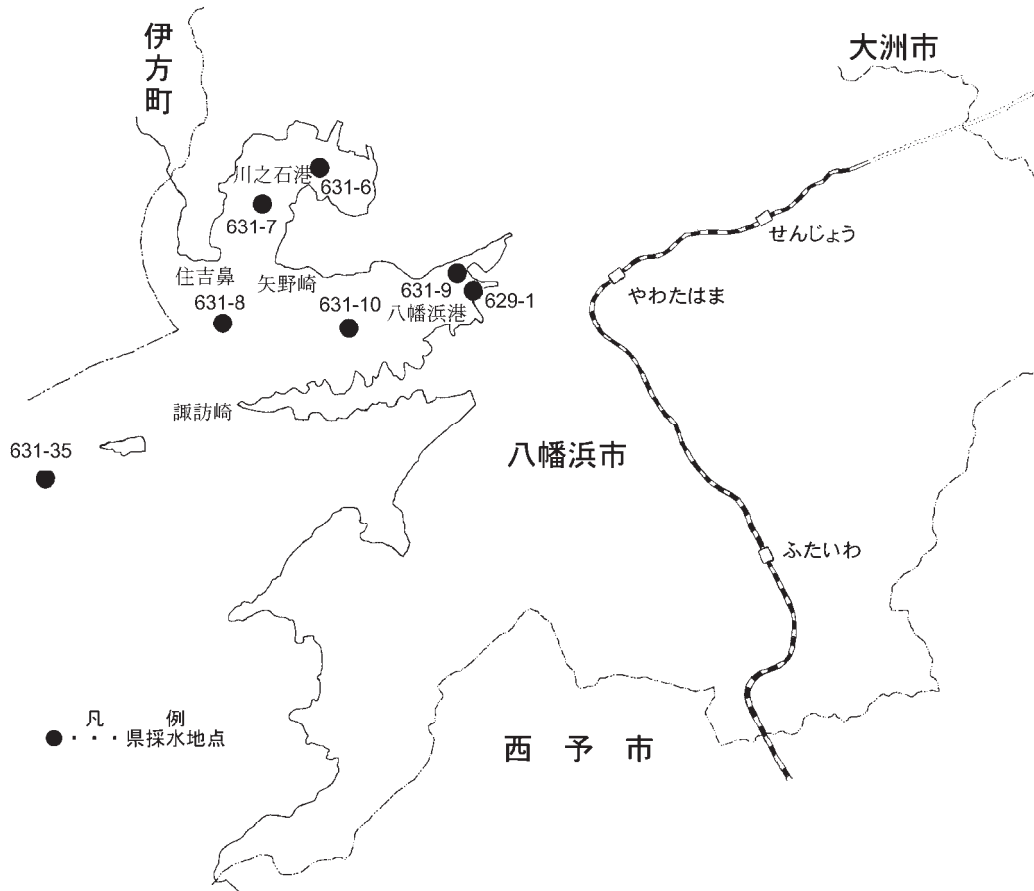 伊方町
大洲市
川之石港
631-6
631-7
せんじょう
住吉鼻
矢野崎
631-9
やわたはま
631-8
631-10
八幡浜港
629-1
諏訪崎
631-35
八幡浜市
ふたいわ
凡 例
●・・・県採水地点
西 予 市